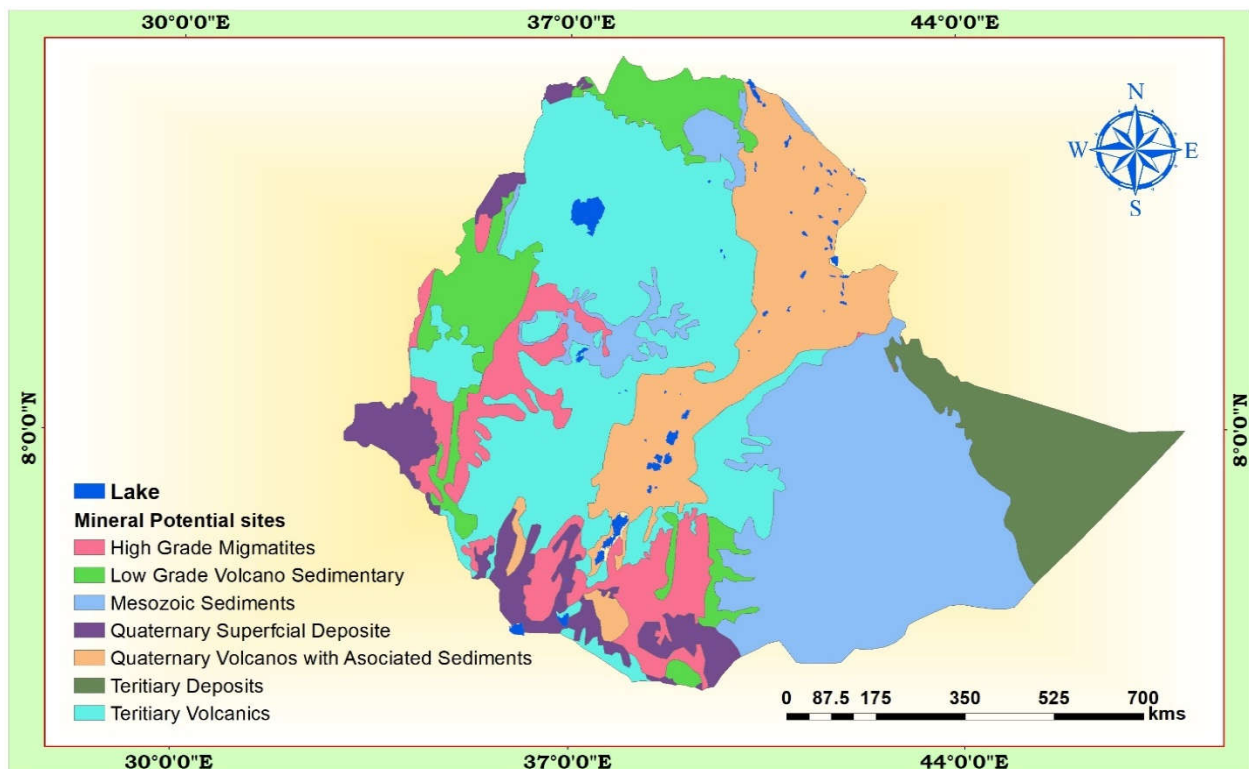 30°0'0"E 37°0'0"E 44°0'0"E
N
W E
S
8°0'0"N 8°0'0"N
Lake
Mineral Potential sites
High Grade Migmatites
Low Grade Volcano Sedimentary
Mesozoic Sediments
Quaternary Superfcial Deposite
Quaternary Volcanos with Asociated Sediments
Teritiary Deposits
Teritiary Volcanics
0 87.5 175 350 525 700
kms
30°0'0"E 37°0'0"E 44°0'0"E